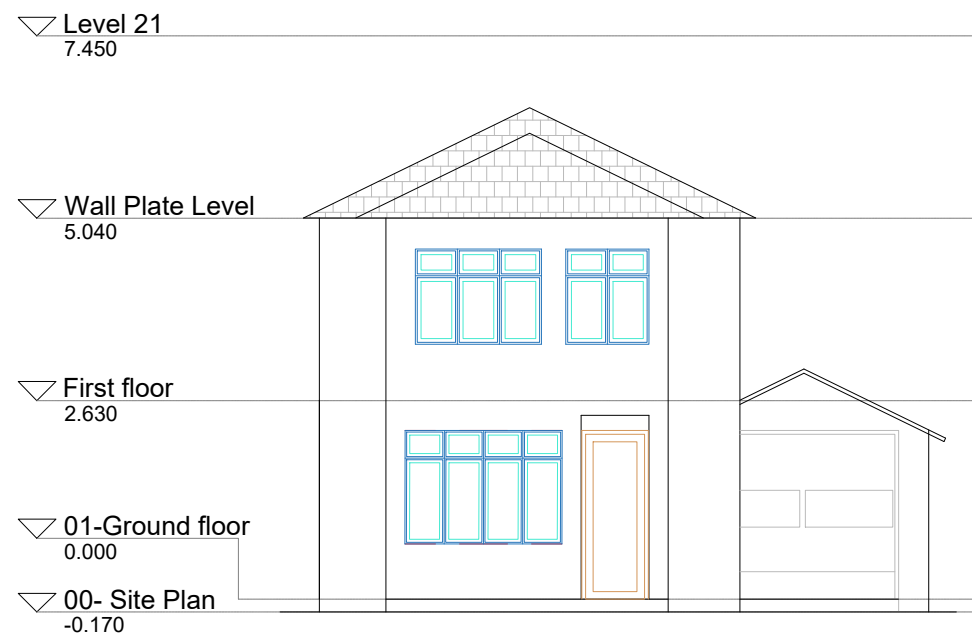 Level 21
7.450
Wall Plate Level
5.040
First floor
2.630
01-Ground floor
0.000
00- Site Plan
-0.170